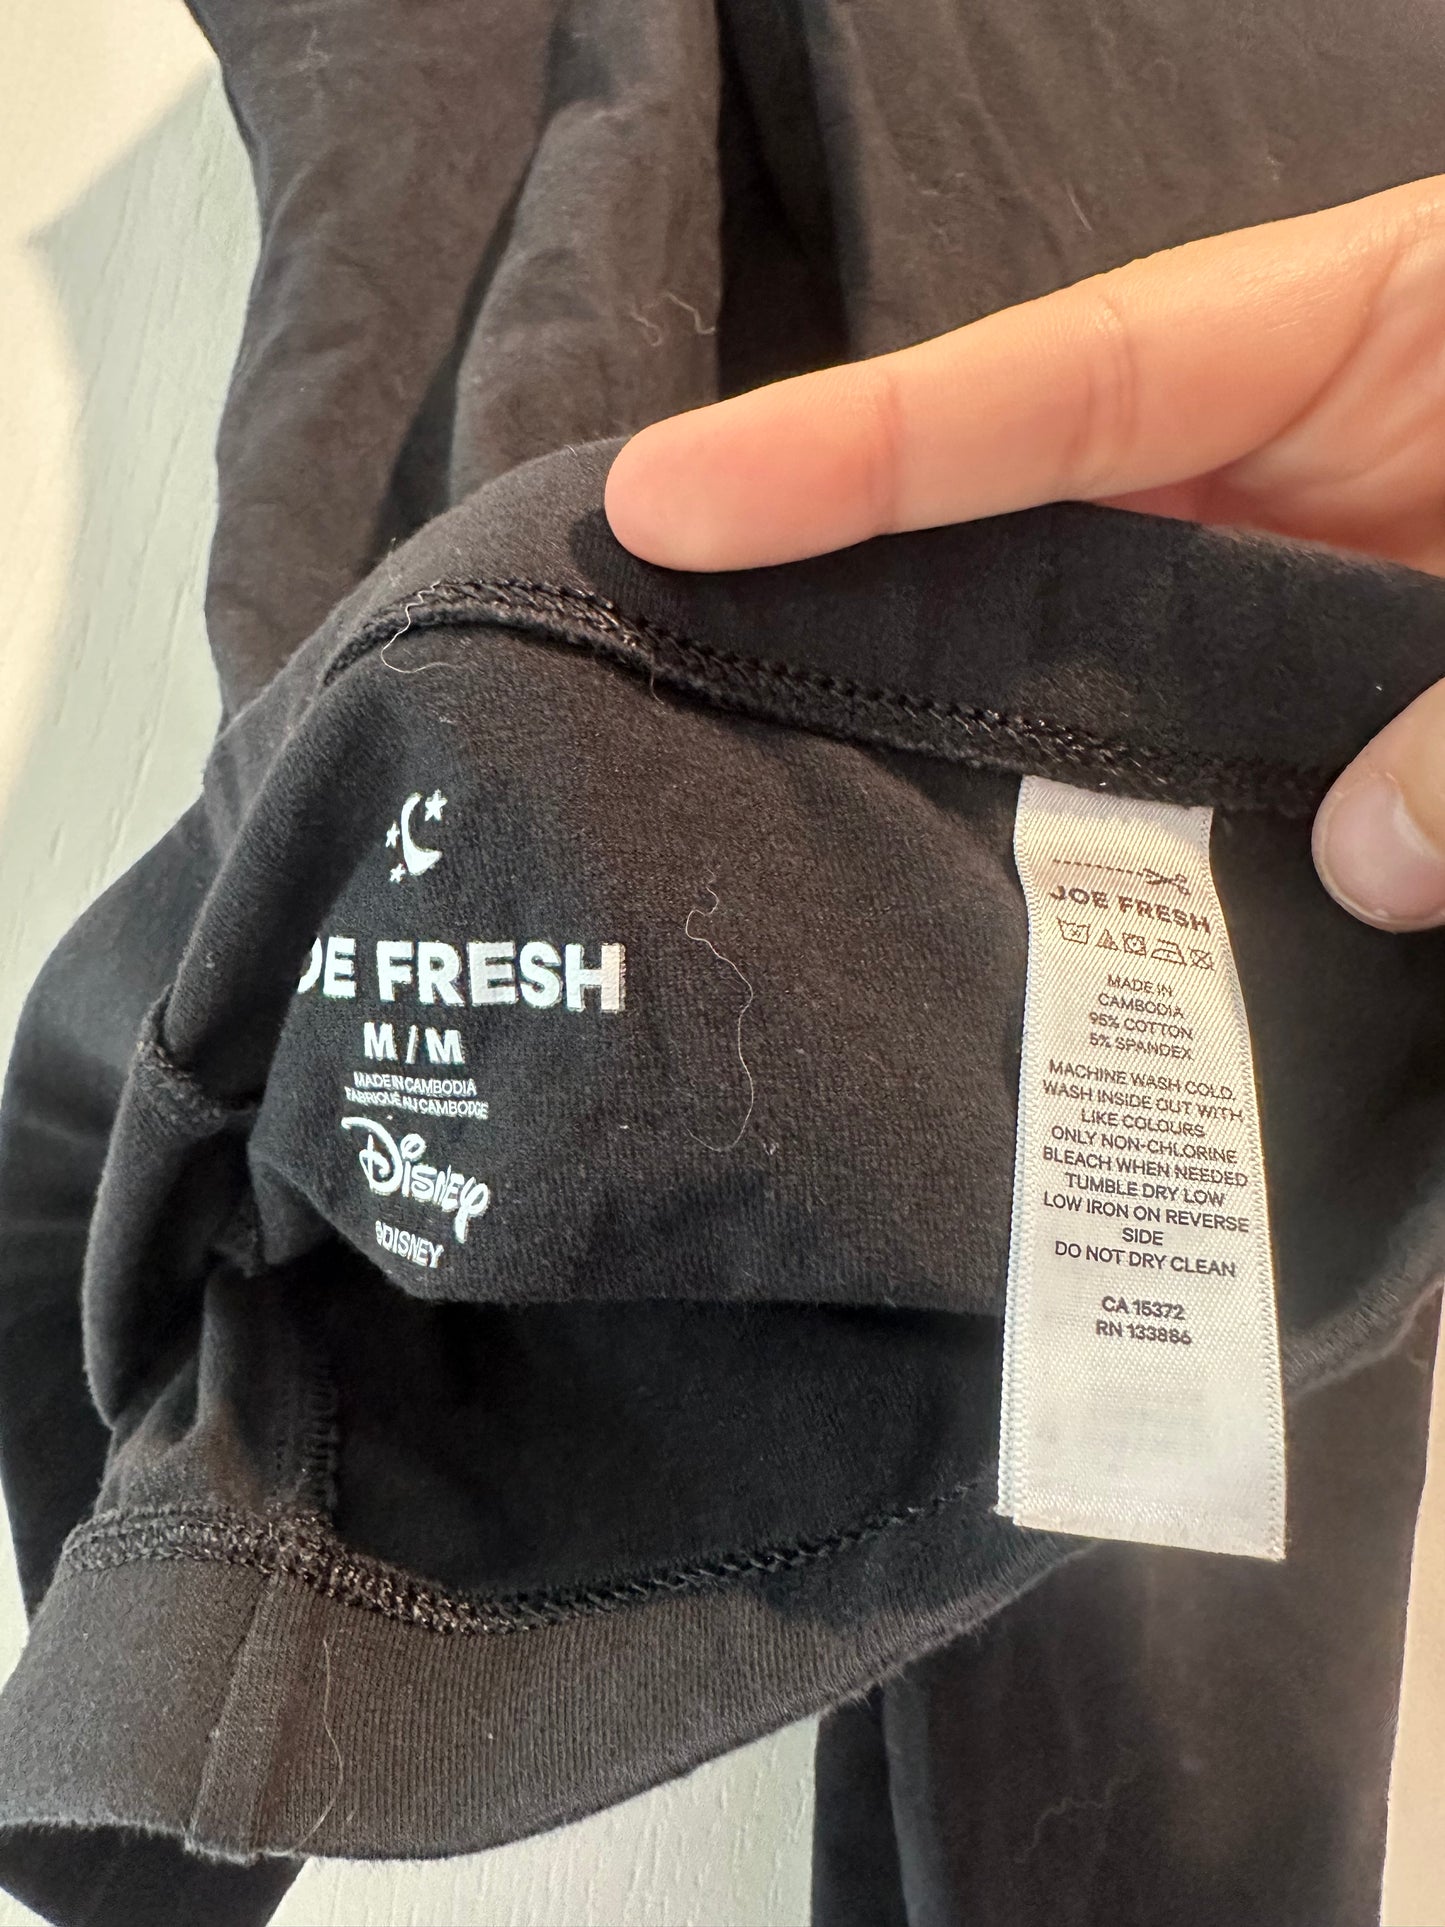 JOE FRESH
M / M
MADE IN CAMBODIA
FABRIQUÉ AU CAMBODGE
Disney
©DISNEY
JOE FRESH
MADE IN
CAMBODIA
95% COTTON
5% SPANDEX
MACHINE WASH COLD,
WASH INSIDE OUT WITH
LIKE COLOURS
ONLY NON-CHLORINE
BLEACH WHEN NEEDED
TUMBLE DRY LOW
LOW IRON ON REVERSE
SIDE
DO NOT DRY CLEAN
CA 15372
RN 133886